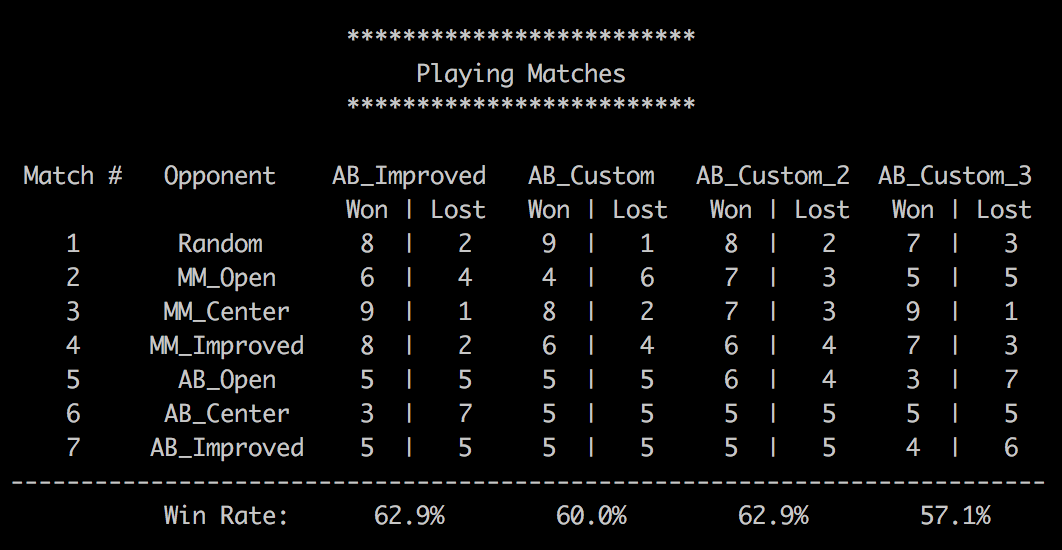 *************************
Playing Matches
*************************
Match # Opponent AB_Improved AB_Custom AB_Custom_2 AB_Custom_3
Won | Lost Won | Lost Won | Lost Won | Lost
1 Random 8 | 2 9 | 1 8 | 2 7 | 3
2 MM_Open 6 | 4 4 | 6 7 | 3 5 | 5
3 MM_Center 9 | 1 8 | 2 7 | 3 9 | 1
4 MM_Improved 8 | 2 6 | 4 6 | 4 7 | 3
5 AB_Open 5 | 5 5 | 5 6 | 4 3 | 7
6 AB_Center 3 | 7 5 | 5 5 | 5 5 | 5
7 AB_Improved 5 | 5 5 | 5 5 | 5 4 | 6
--------------------------------------------------------------------------
Win Rate: 62.9% 60.0% 62.9% 57.1%